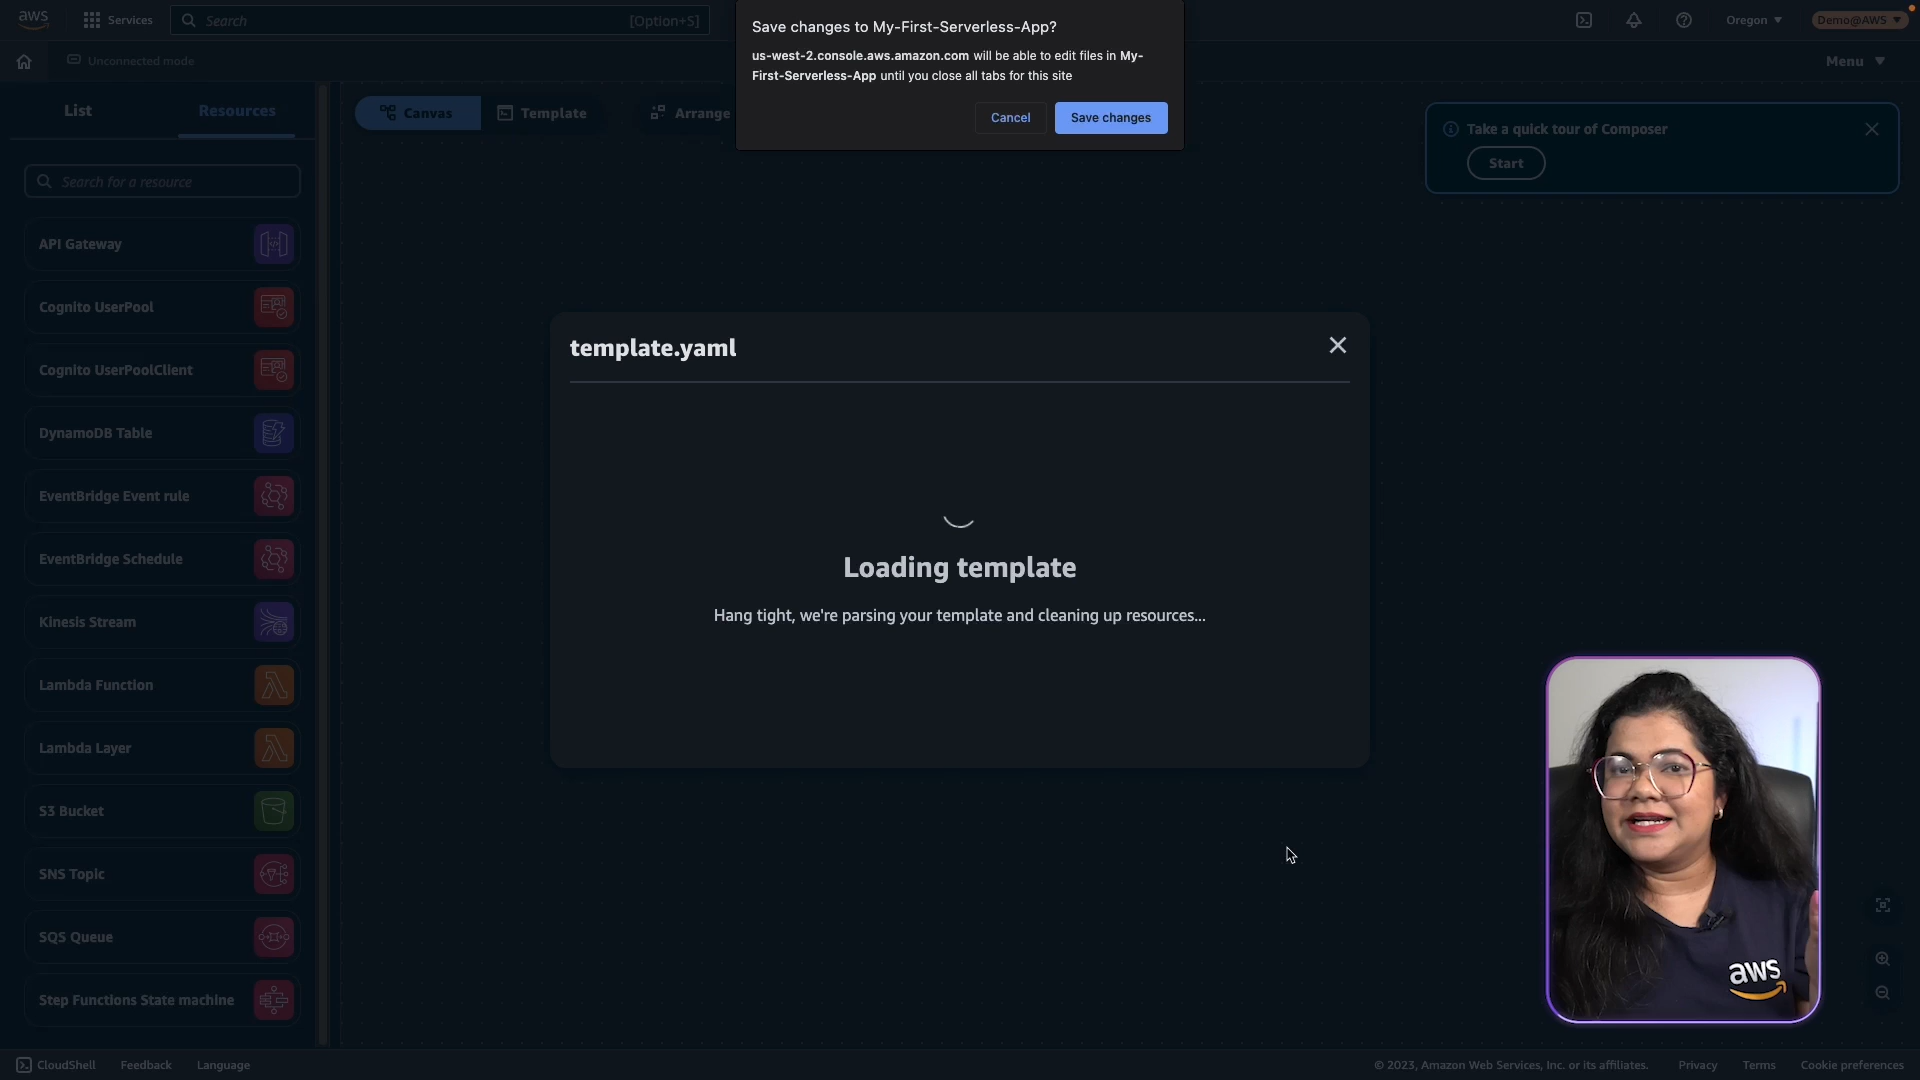 aws
Services
Search
[Option+S]
Oregon
Demo@AWS
Save changes to My-First-Serverless-App?
us-west-2.console.aws.amazon.com will be able to edit files in My-
First-Serverless-App until you close all tabs for this site
Cancel
Save changes
Unconnected mode
Menu
List
Resources
Canvas
Template
Arrange
Take a quick tour of Composer
Start
Search for a resource
API Gateway
Cognito UserPool
Cognito UserPoolClient
DynamoDB Table
EventBridge Event rule
EventBridge Schedule
Kinesis Stream
Lambda Function
Lambda Layer
S3 Bucket
SNS Topic
SQS Queue
Step Functions State machine
template.yaml
Loading template
Hang tight, we're parsing your template and cleaning up resources...
aws
CloudShell
Feedback
Language
© 2023, Amazon Web Services, Inc. or its affiliates.
Privacy
Terms
Cookie preferences